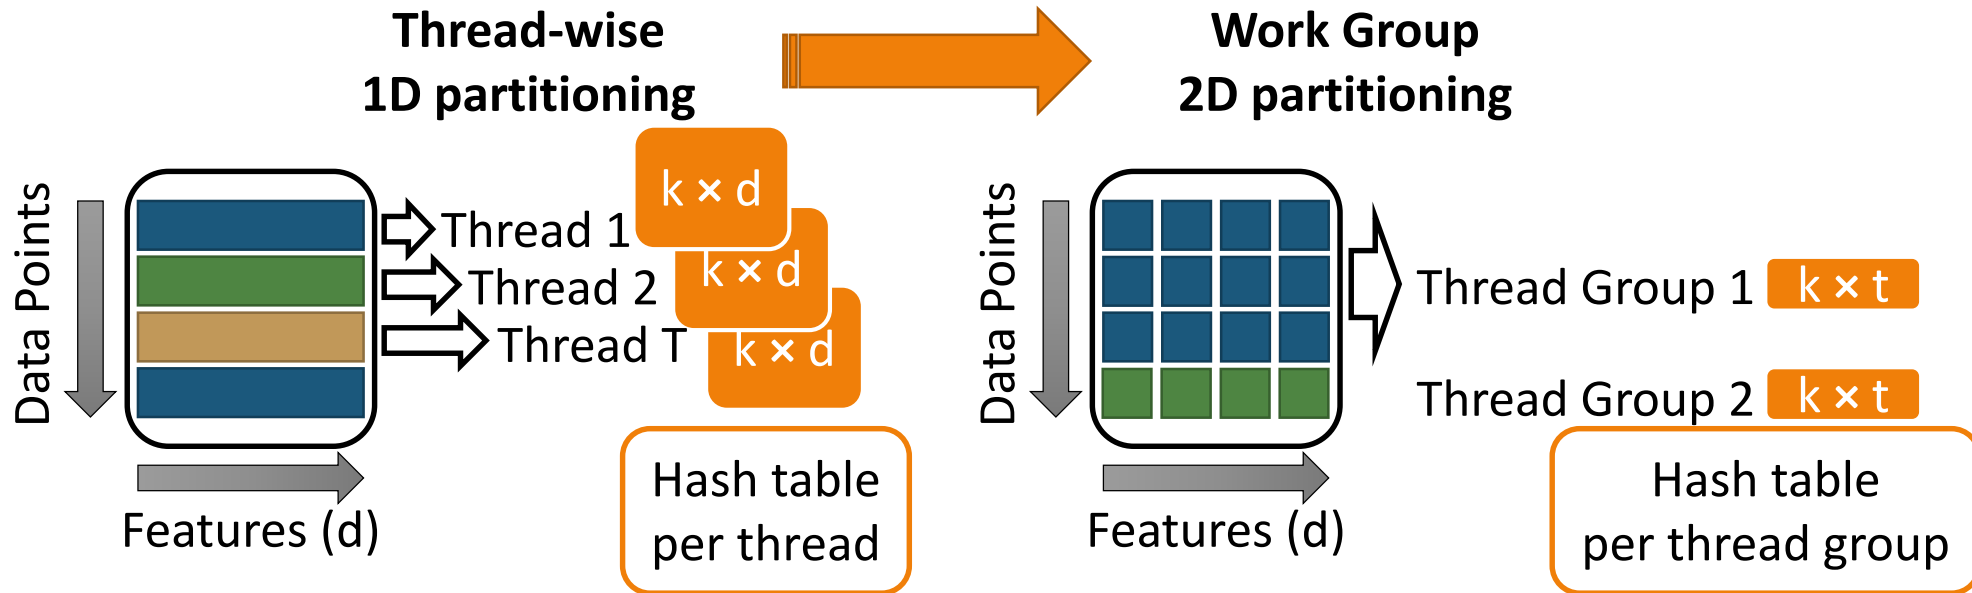 Thread-wise
1D partitioning
Data Points
Features (d)
Thread 1
Thread 2
Thread T
k × d
k × d
k × d
Hash table
per thread
Work Group
2D partitioning
Data Points
Features (d)
Thread Group 1
k × t
Thread Group 2
k × t
Hash table
per thread group